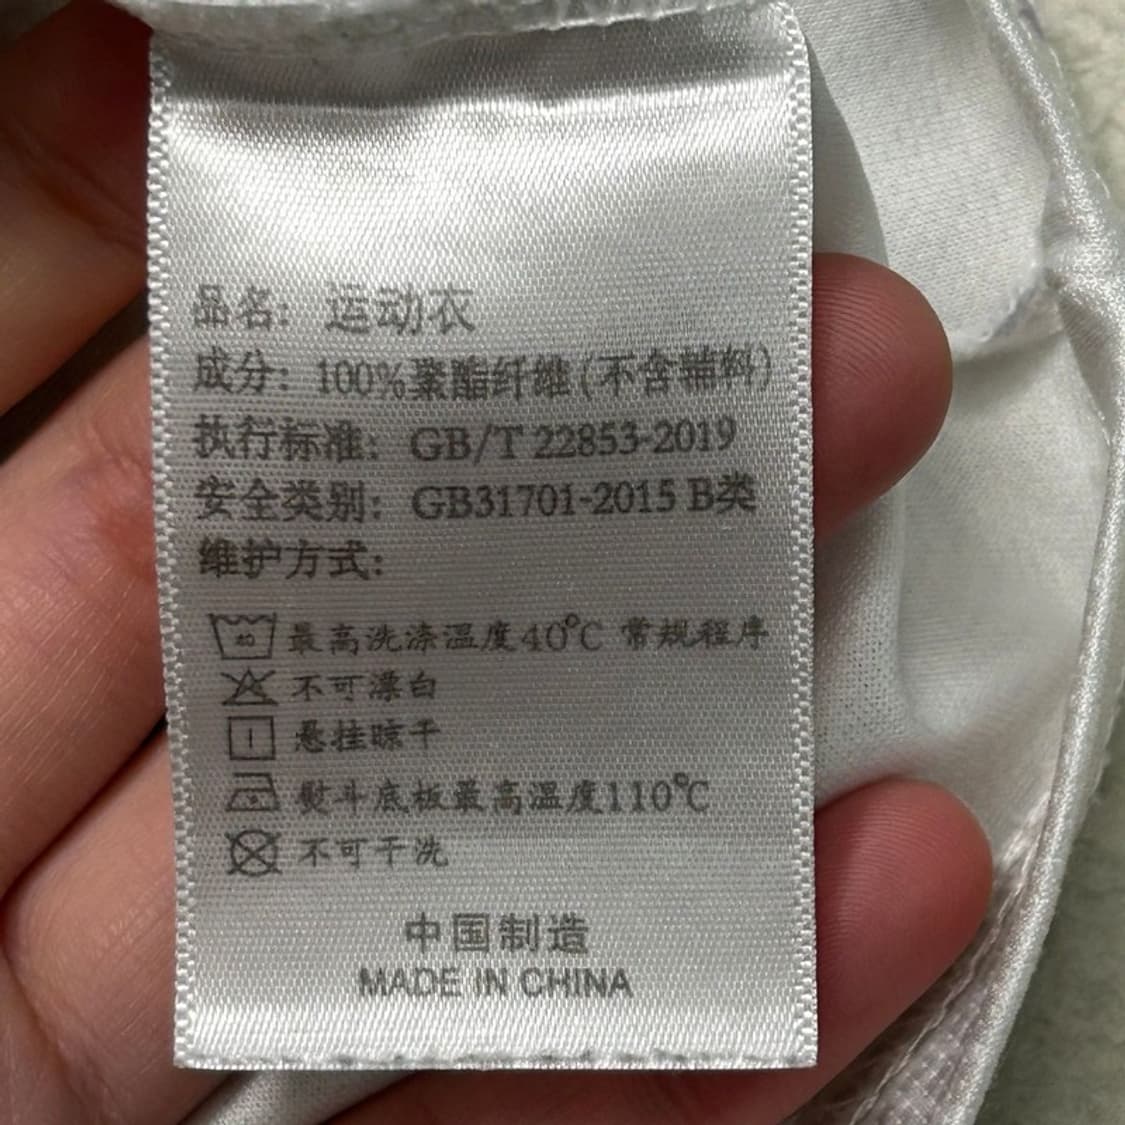 品名: 运动衣
成分: 100%聚酯纤维(不含辅料)
执行标准: GB/T 22853-2019
安全类别: GB31701-2015 B类
维护方式:
40 最高洗涤温度40℃ 常规程序
不可漂白
悬挂晾干
熨斗底板最高温度110℃
不可干洗
中国制造
MADE IN CHINA